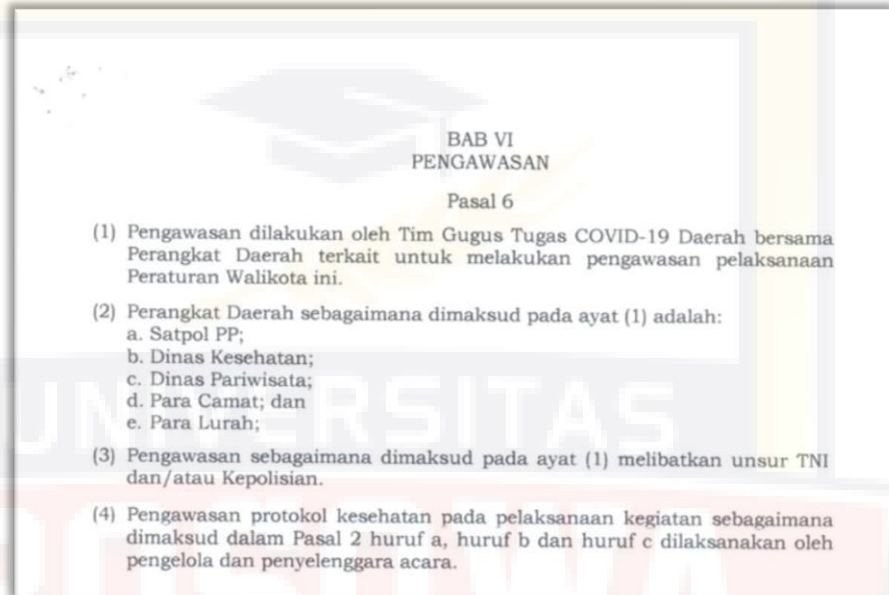 BAB VI
PENGAWASAN
Pasal 6
(1) Pengawasan dilakukan oleh Tim Gugus Tugas COVID-19 Daerah bersama
Perangkat Daerah terkait untuk melakukan pengawasan pelaksanaan
Peraturan Walikota ini.
(2) Perangkat Daerah sebagaimana dimaksud pada ayat (1) adalah:
a. Satpol PP;
b. Dinas Kesehatan;
c. Dinas Pariwisata;
d. Para Camat; dan
e. Para Lurah;
UNIVERSITAS
(3) Pengawasan sebagaimana dimaksud pada ayat (1) melibatkan unsur TNI
dan/atau Kepolisian.
(4) Pengawasan protokol kesehatan pada pelaksanaan kegiatan sebagaimana
dimaksud dalam Pasal 2 huruf a, huruf b dan huruf c dilaksanakan oleh
pengelola dan penyelenggara acara.
BOSOWA